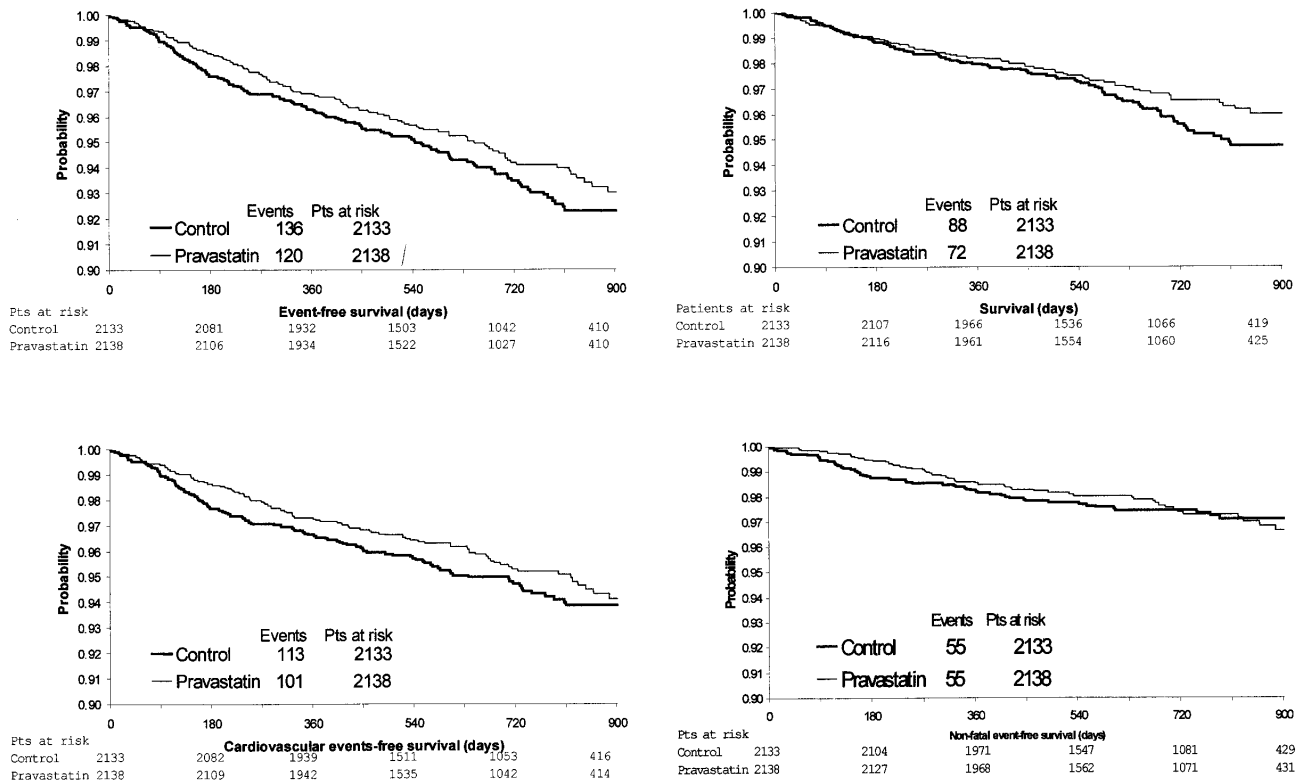 1.00
0.99
0.98
0.97
0.96
0.95
0.94
0.93
0.92
0.91
0.90
Probability
Events Pts at risk
Control 136 2133
Pravastatin 120 2138
0 180 360 540 720 900
Event-free survival (days)
Pts at risk
Control 2133 2081 1932 1503 1042 410
Pravastatin 2138 2106 1934 1522 1027 410
1.00
0.99
0.98
0.97
0.96
0.95
0.94
0.93
0.92
0.91
0.90
Probability
Events Pts at risk
Control 88 2133
Pravastatin 72 2138
0 180 360 540 720 900
Survival (days)
Patients at risk
Control 2133 2107 1966 1536 1066 419
Pravastatin 2138 2116 1961 1554 1060 425
1.00
0.99
0.98
0.97
0.96
0.95
0.94
0.93
0.92
0.91
0.90
Probability
Events Pts at risk
Control 113 2133
Pravastatin 101 2138
0 180 360 540 720 900
Cardiovascular events-free survival (days)
Pts at risk
Control 2133 2082 1939 1511 1053 416
Pravastatin 2138 2109 1942 1535 1042 414
1.00
0.99
0.98
0.97
0.96
0.95
0.94
0.93
0.92
0.91
0.90
Probability
Events Pts at risk
Control 55 2133
Pravastatin 55 2138
0 180 360 540 720 900
Non-fatal event-free survival (days)
Pts at risk
Control 2133 2104 1971 1547 1081 429
Pravastatin 2138 2127 1968 1562 1071 431